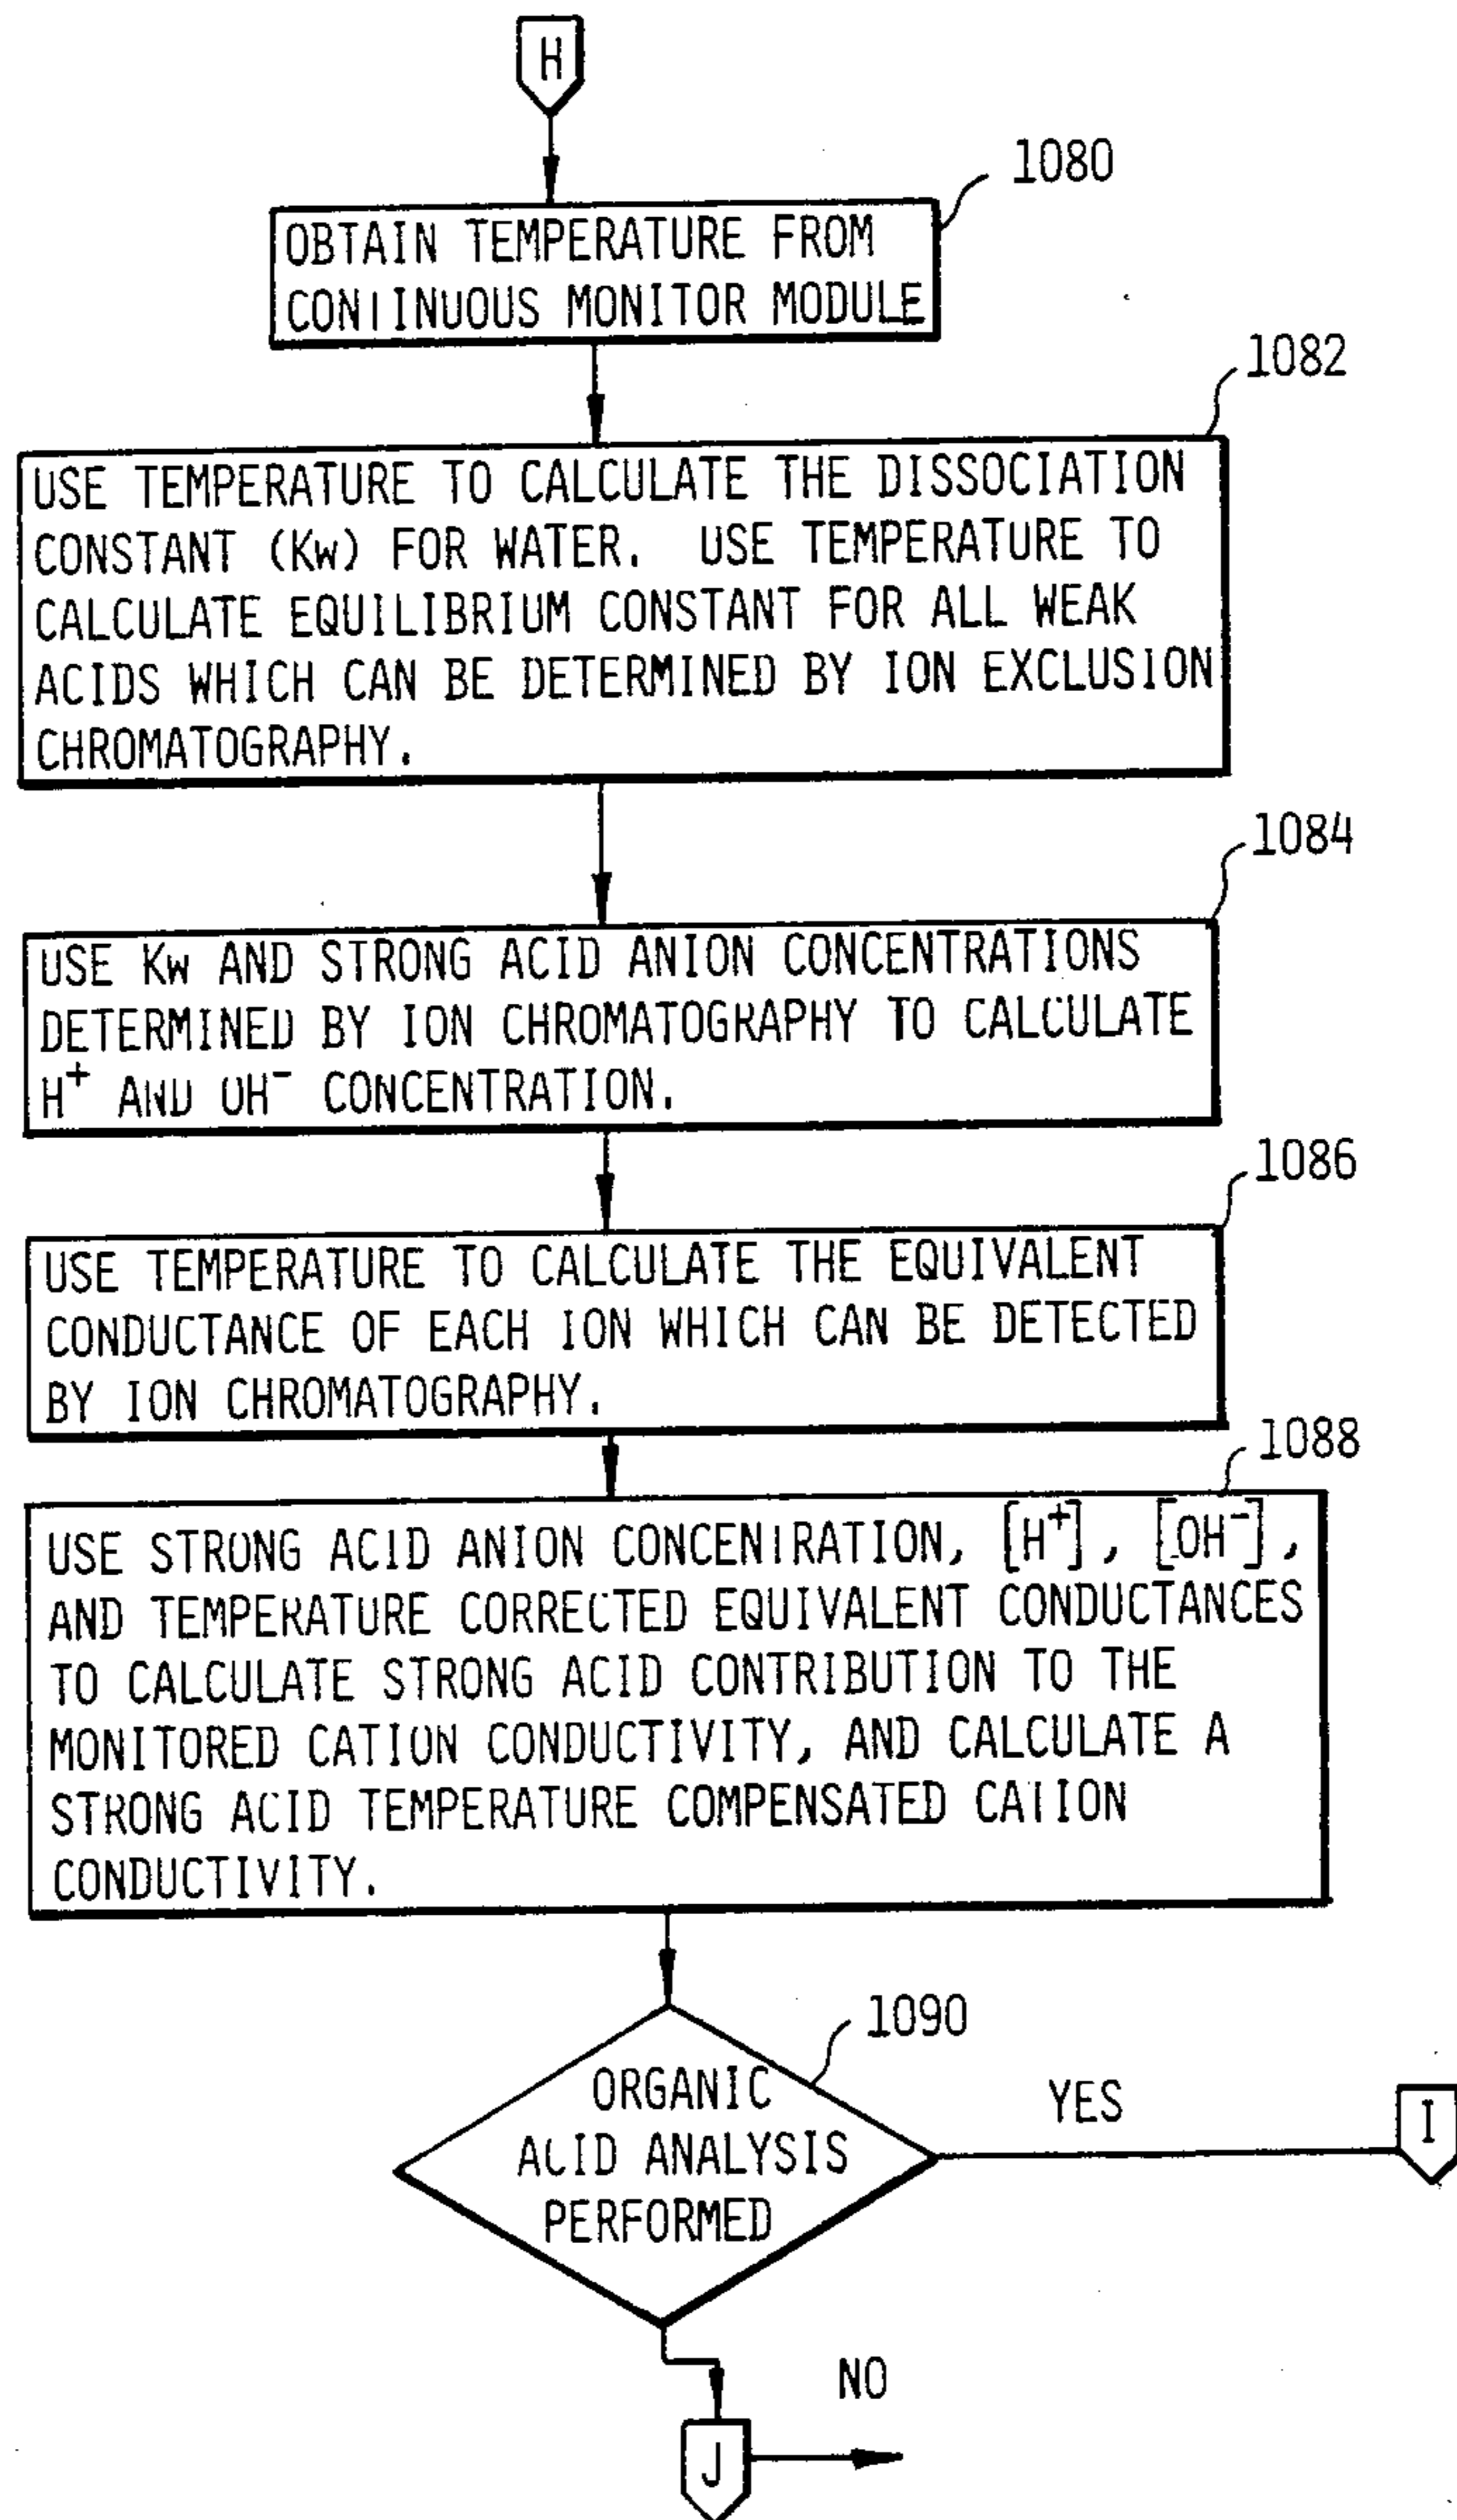 H
1080
OBTAIN TEMPERATURE FROM
CONTINUOUS MONITOR MODULE
1082
USE TEMPERATURE TO CALCULATE THE DISSOCIATION
CONSTANT (KW) FOR WATER. USE TEMPERATURE TO
CALCULATE EQUILIBRIUM CONSTANT FOR ALL WEAK
ACIDS WHICH CAN BE DETERMINED BY ION EXCLUSION
CHROMATOGRAPHY.
1084
USE KW AND STRONG ACID ANION CONCENTRATIONS
DETERMINED BY ION CHROMATOGRAPHY TO CALCULATE
H⁺ AND OH⁻ CONCENTRATION.
1086
USE TEMPERATURE TO CALCULATE THE EQUIVALENT
CONDUCTANCE OF EACH ION WHICH CAN BE DETECTED
BY ION CHROMATOGRAPHY.
1088
USE STRONG ACID ANION CONCENTRATION, [H⁺], [OH⁻],
AND TEMPERATURE CORRECTED EQUIVALENT CONDUCTANCES
TO CALCULATE STRONG ACID CONTRIBUTION TO THE
MONITORED CATION CONDUCTIVITY, AND CALCULATE A
STRONG ACID TEMPERATURE COMPENSATED CATION
CONDUCTIVITY.
1090
ORGANIC
ACID ANALYSIS
PERFORMED
YES
I
NO
J